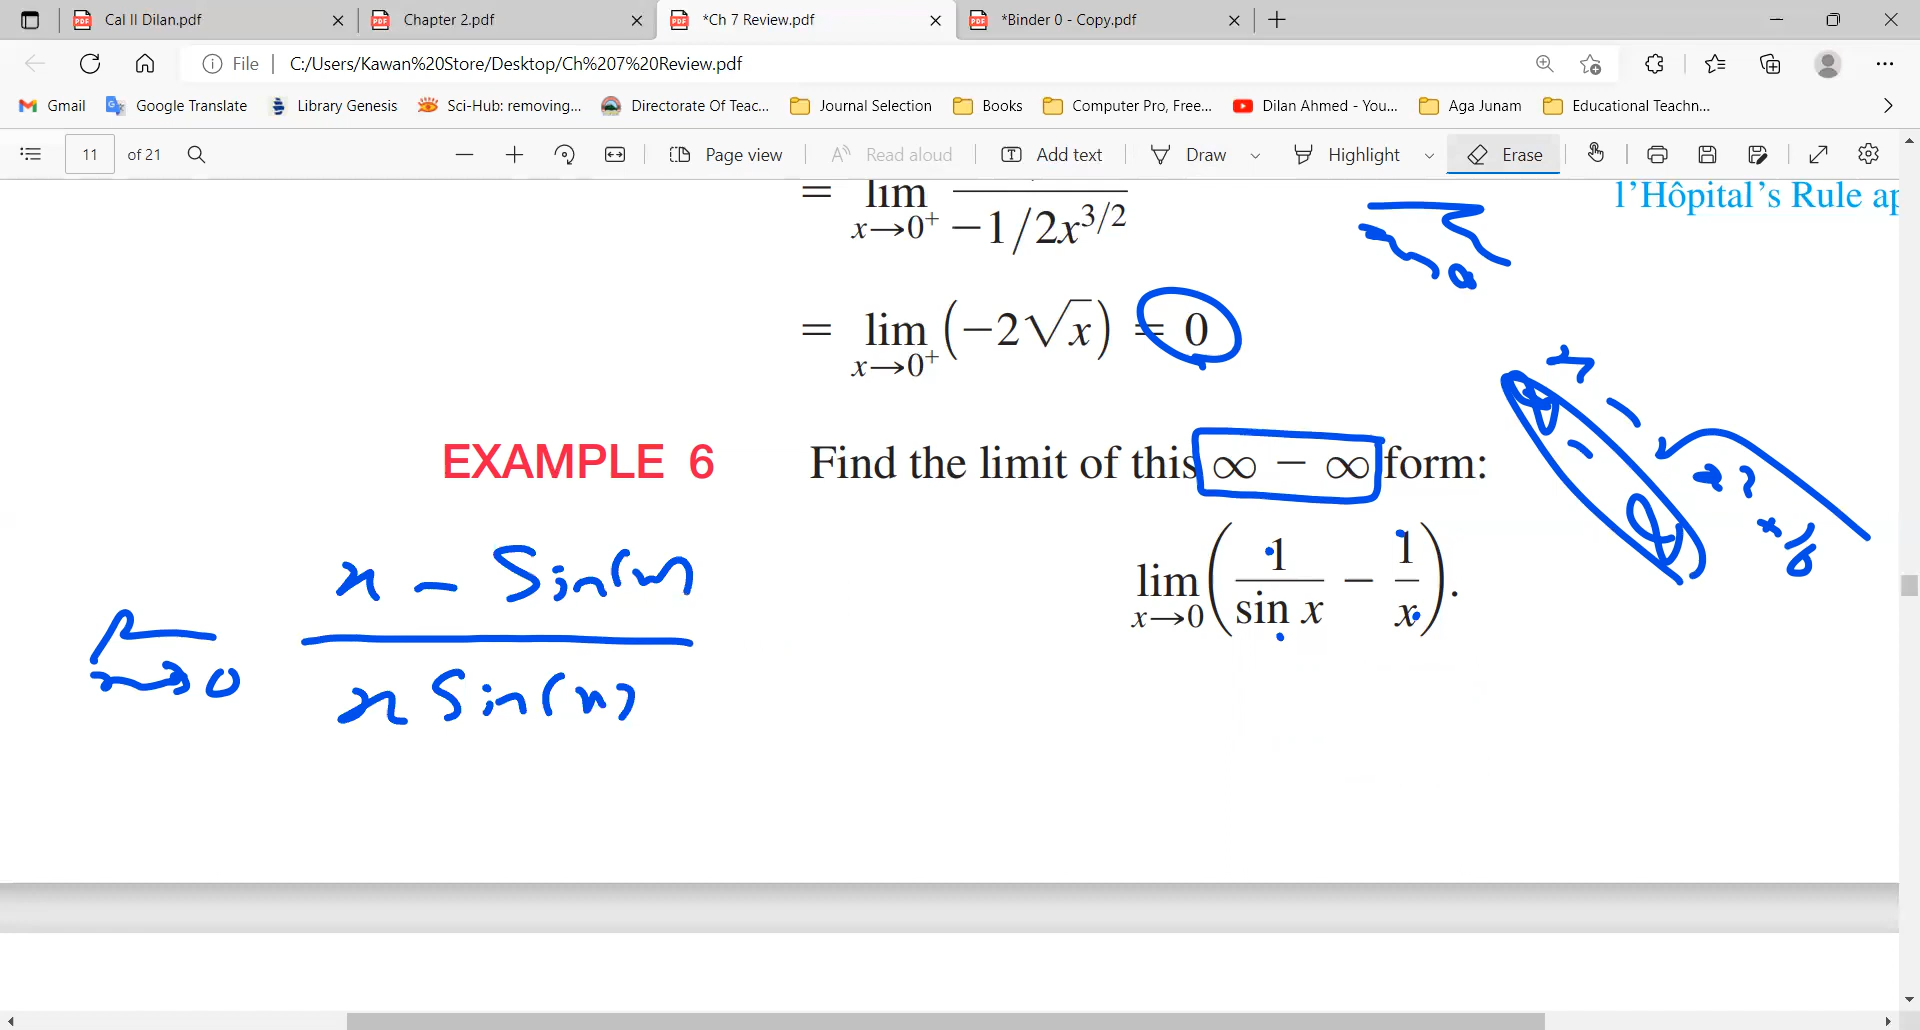 Cal II Dilan.pdf
Chapter 2.pdf
*Ch 7 Review.pdf
*Binder 0 - Copy.pdf
File
C:/Users/Kawan%20Store/Desktop/Ch%207%20Review.pdf
Gmail
Google Translate
Library Genesis
Sci-Hub: removing...
Directorate Of Teac...
Journal Selection
Books
Computer Pro, Free...
Dilan Ahmed - You...
Aga Junam
Educational Teachn...
11 of 21
Page view
Read aloud
Add text
Draw
Highlight
Erase
= lim x→0⁺ −1/2x^{3/2}
l'Hôpital's Rule ap
= lim x→0⁺ (−2√x) = 0
EXAMPLE 6 Find the limit of this ∞ − ∞ form:
lim x→0 (1/sin x − 1/x).
x − Sin(x)
x→0
x Sin(x)